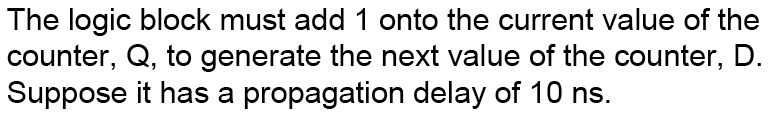 The logic block must add 1 onto the current value of the
counter, Q, to generate the next value of the counter, D.
Suppose it has a propagation delay of 10 ns.